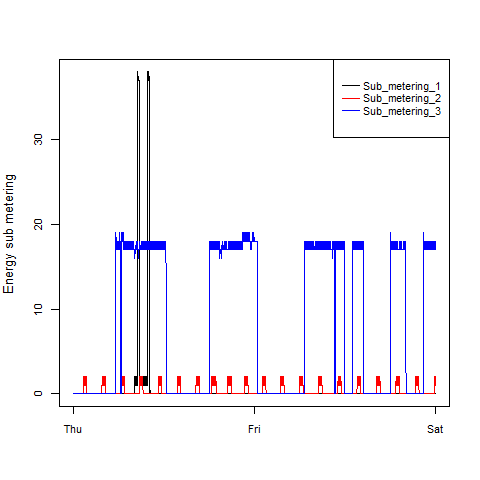 Sub_metering_1
Sub_metering_2
Sub_metering_3
Energy sub metering
30
20
10
0
Thu
Fri
Sat